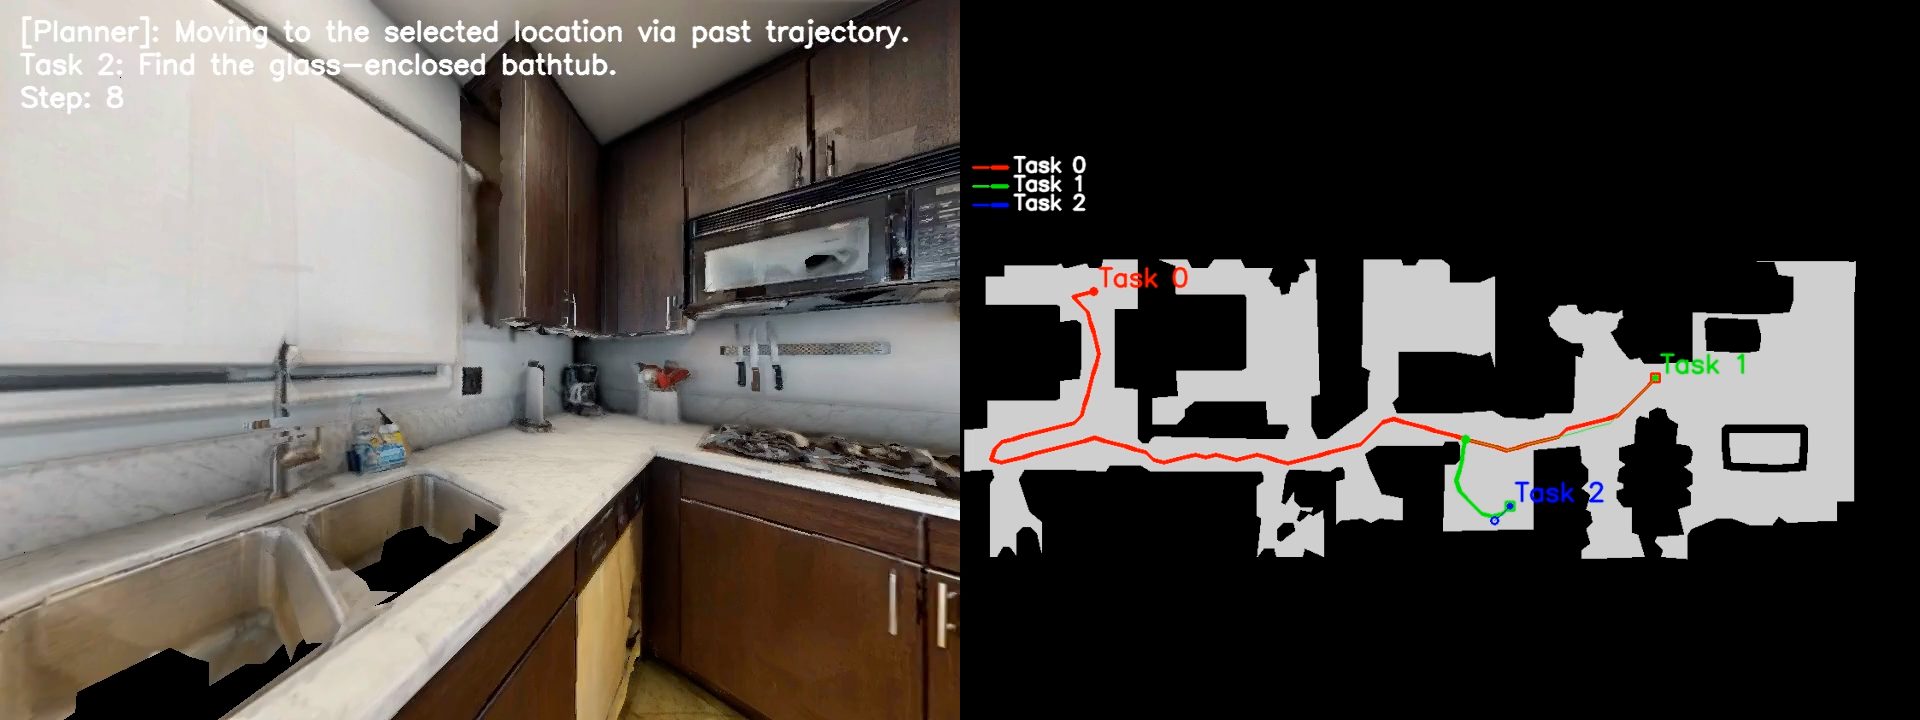 [Planner]: Moving to the selected location via past trajectory.
Task 2: Find the glass-enclosed bathtub.
Step: 8
Task 0
Task 1
Task 2
Task 0
Task 1
Task 2